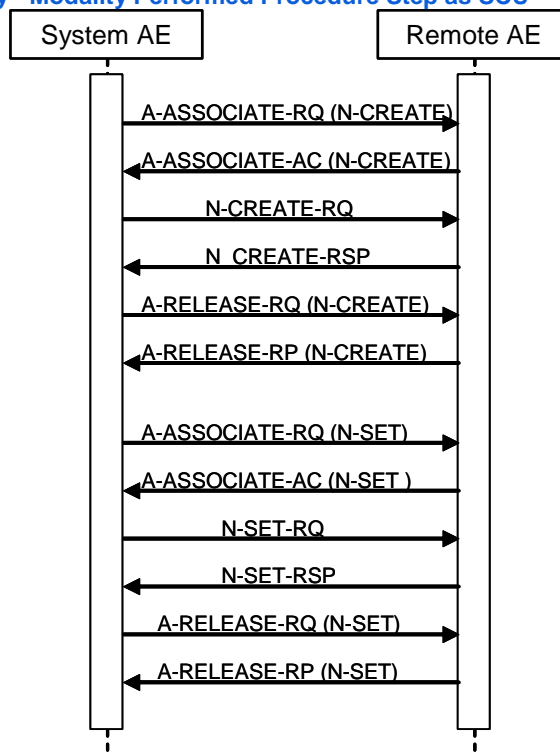 Modality Performed Procedure Step as
System AE
Remote AE
A-ASSOCIATE-RQ (N-CREATE)
A-ASSOCIATE-AC (N-CREATE)
N-CREATE-RQ
N CREATE-RSP
A-RELEASE-RQ (N-CREATE)
A-RELEASE-RP (N-CREATE)
A-ASSOCIATE-RQ (N-SET)
A-ASSOCIATE-AC (N-SET )
N-SET-RQ
N-SET-RSP
A-RELEASE-RQ (N-SET)
A-RELEASE-RP (N-SET)